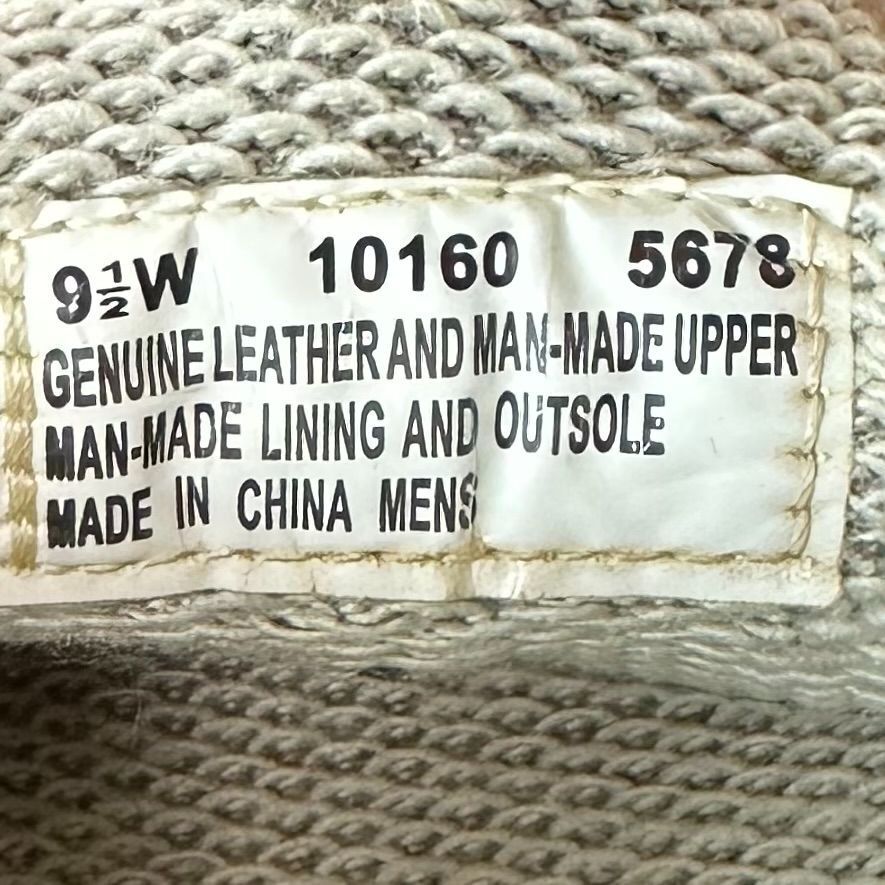 9½W 10160 5678
GENUINE LEATHER AND MAN-MADE UPPER
MAN-MADE LINING AND OUTSOLE
MADE IN CHINA MENS